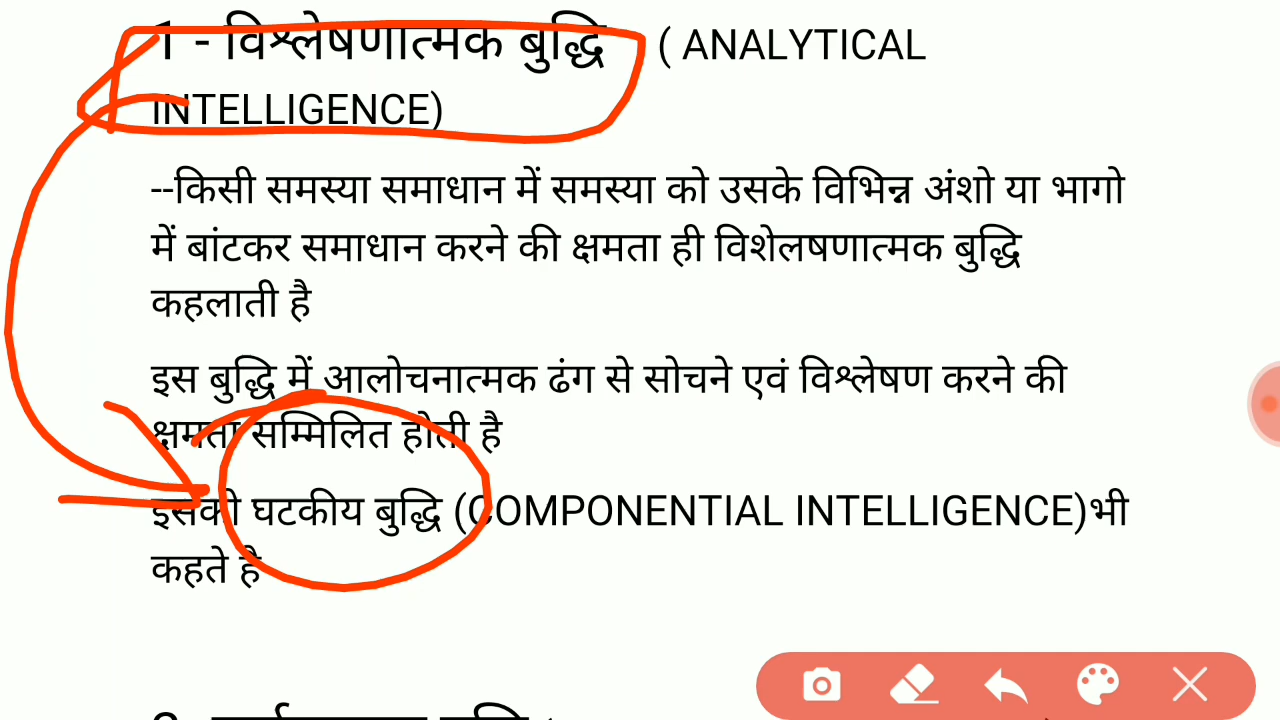 1 - विश्लेषणात्मक बुद्धि ( ANALYTICAL
INTELLIGENCE)
--किसी समस्या समाधान में समस्या को उसके विभिन्न अंशो या भागो
में बांटकर समाधान करने की क्षमता ही विशेलषणात्मक बुद्धि
कहलाती है
इस बुद्धि में आलोचनात्मक ढंग से सोचने एवं विश्लेषण करने की
क्षमता सम्मिलित होती है
इसको घटकीय बुद्धि (COMPONENTIAL INTELLIGENCE)भी
कहते है